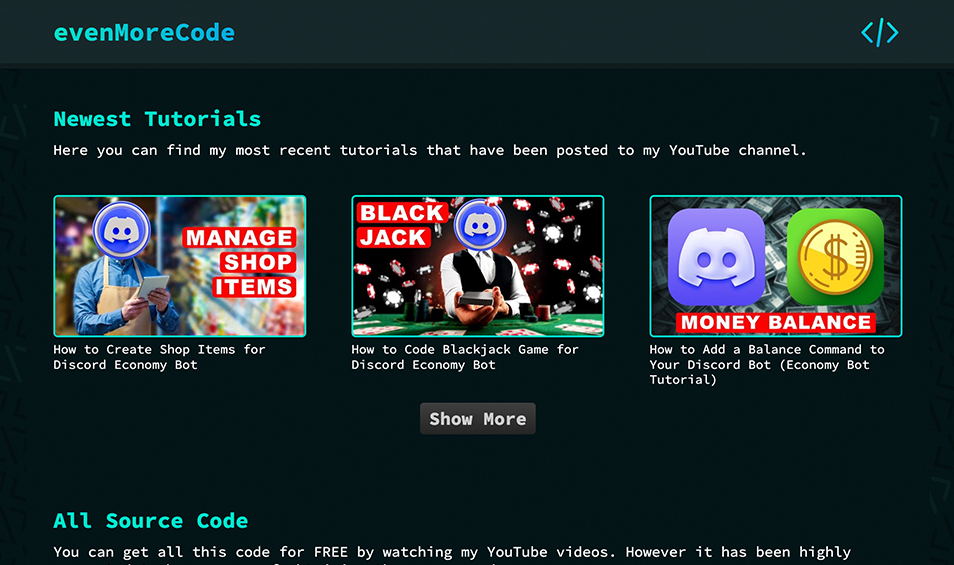 evenMoreCode
Newest Tutorials
Here you can find my most recent tutorials that have been posted to my YouTube channel.
MANAGE
SHOP
ITEMS
How to Create Shop Items for
Discord Economy Bot
BLACK
JACK
How to Code Blackjack Game for
Discord Economy Bot
MONEY BALANCE
How to Add a Balance Command to
Your Discord Bot (Economy Bot
Tutorial)
Show More
All Source Code
You can get all this code for FREE by watching my YouTube videos. However it has been highly